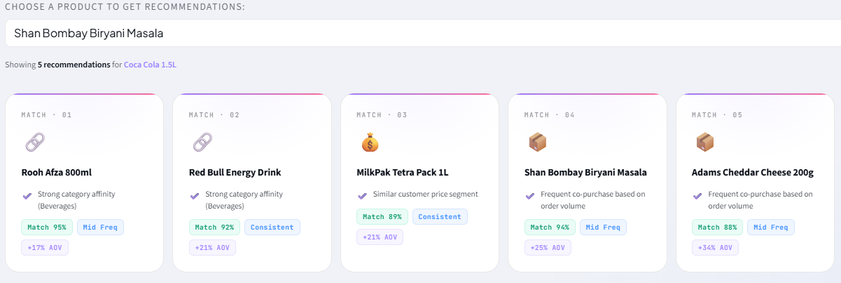 CHOOSE A PRODUCT TO GET RECOMMENDATIONS:
Shan Bombay Biryani Masala
Showing 5 recommendations for Coca Cola 1.5L
MATCH · 01
Rooh Afza 800ml
Strong category affinity
(Beverages)
Match 95% Mid Freq
+17% AOV
MATCH · 02
Red Bull Energy Drink
Strong category affinity
(Beverages)
Match 92% Consistent
+21% AOV
MATCH · 03
MilkPak Tetra Pack 1L
Similar customer price segment
Match 89% Consistent
+21% AOV
MATCH · 04
Shan Bombay Biryani Masala
Frequent co-purchase based on
order volume
Match 94% Mid Freq
+25% AOV
MATCH · 05
Adams Cheddar Cheese 200g
Frequent co-purchase based on
order volume
Match 88% Mid Freq
+34% AOV